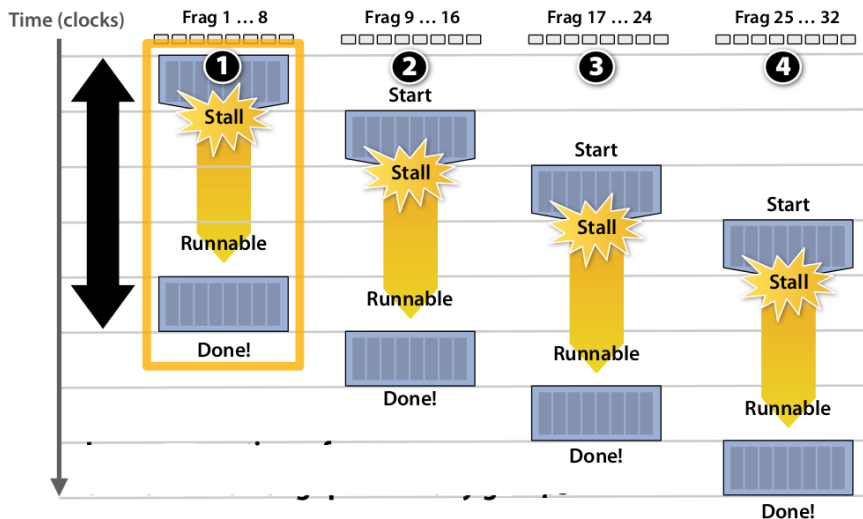 Time (clocks)
Frag 1 … 8
Frag 9 … 16
Frag 17 … 24
Frag 25 … 32
1
2
3
4
Start
Start
Start
Stall
Stall
Stall
Stall
Runnable
Runnable
Runnable
Runnable
Done!
Done!
Done!
Done!